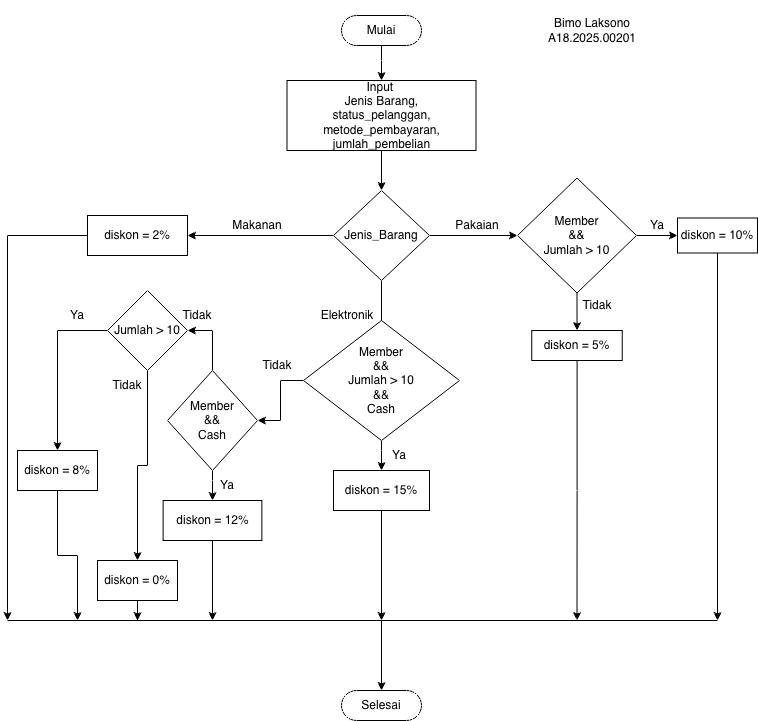 Bimo Laksono
A18.2025.00201
Mulai
Input
Jenis Barang,
status_pelanggan,
metode_pembayaran,
jumlah_pembelian
Makanan
Jenis_Barang
Pakaian
diskon = 2%
Member
&&
Jumlah > 10
Ya
diskon = 10%
Tidak
diskon = 5%
Elektronik
Member
&&
Jumlah > 10
&&
Cash
Tidak
Ya
diskon = 15%
Member
&&
Cash
Tidak
Ya
diskon = 12%
Jumlah > 10
Ya
Tidak
diskon = 8%
diskon = 0%
Selesai